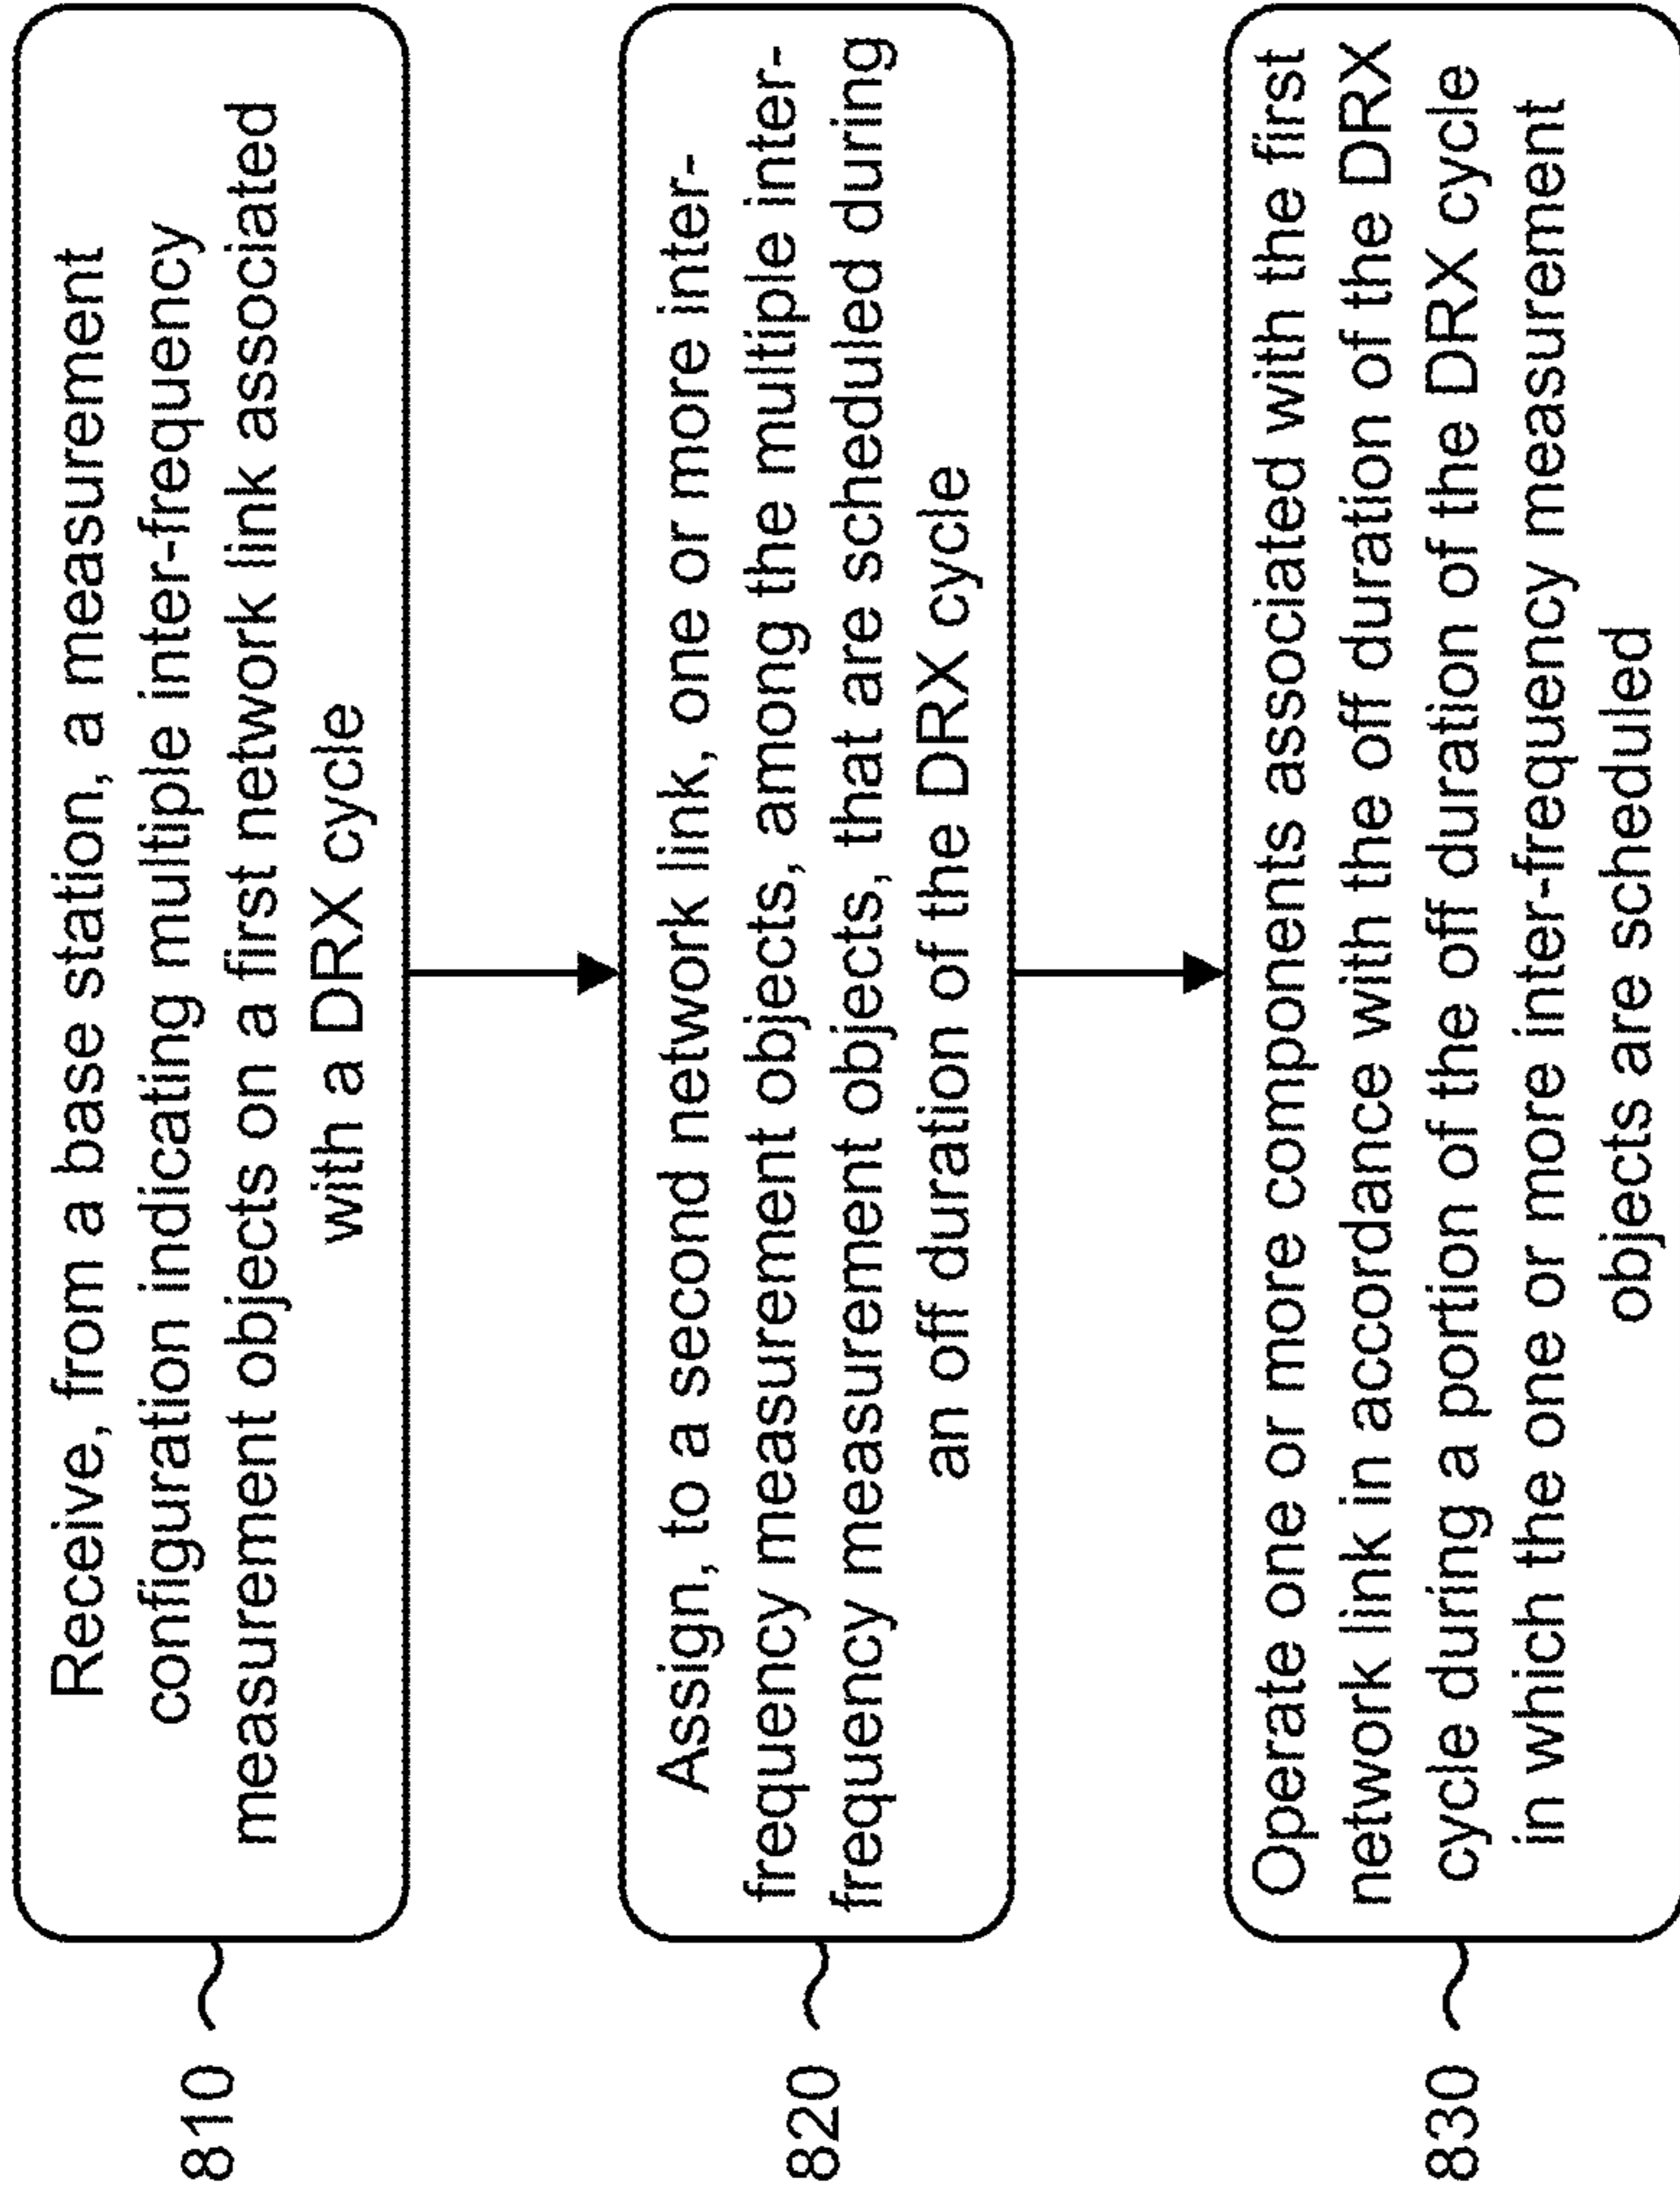 810
Receive, from a base station, a measurement
configuration indicating multiple inter-frequency
measurement objects on a first network link associated
with a DRX cycle
820
Assign, to a second network link, one or more inter-
frequency measurement objects, among the multiple inter-
frequency measurement objects, that are scheduled during
an off duration of the DRX cycle
830
Operate one or more components associated with the first
network link in accordance with the off duration of the DRX
cycle during a portion of the off duration of the DRX cycle
in which the one or more inter-frequency measurement
objects are scheduled